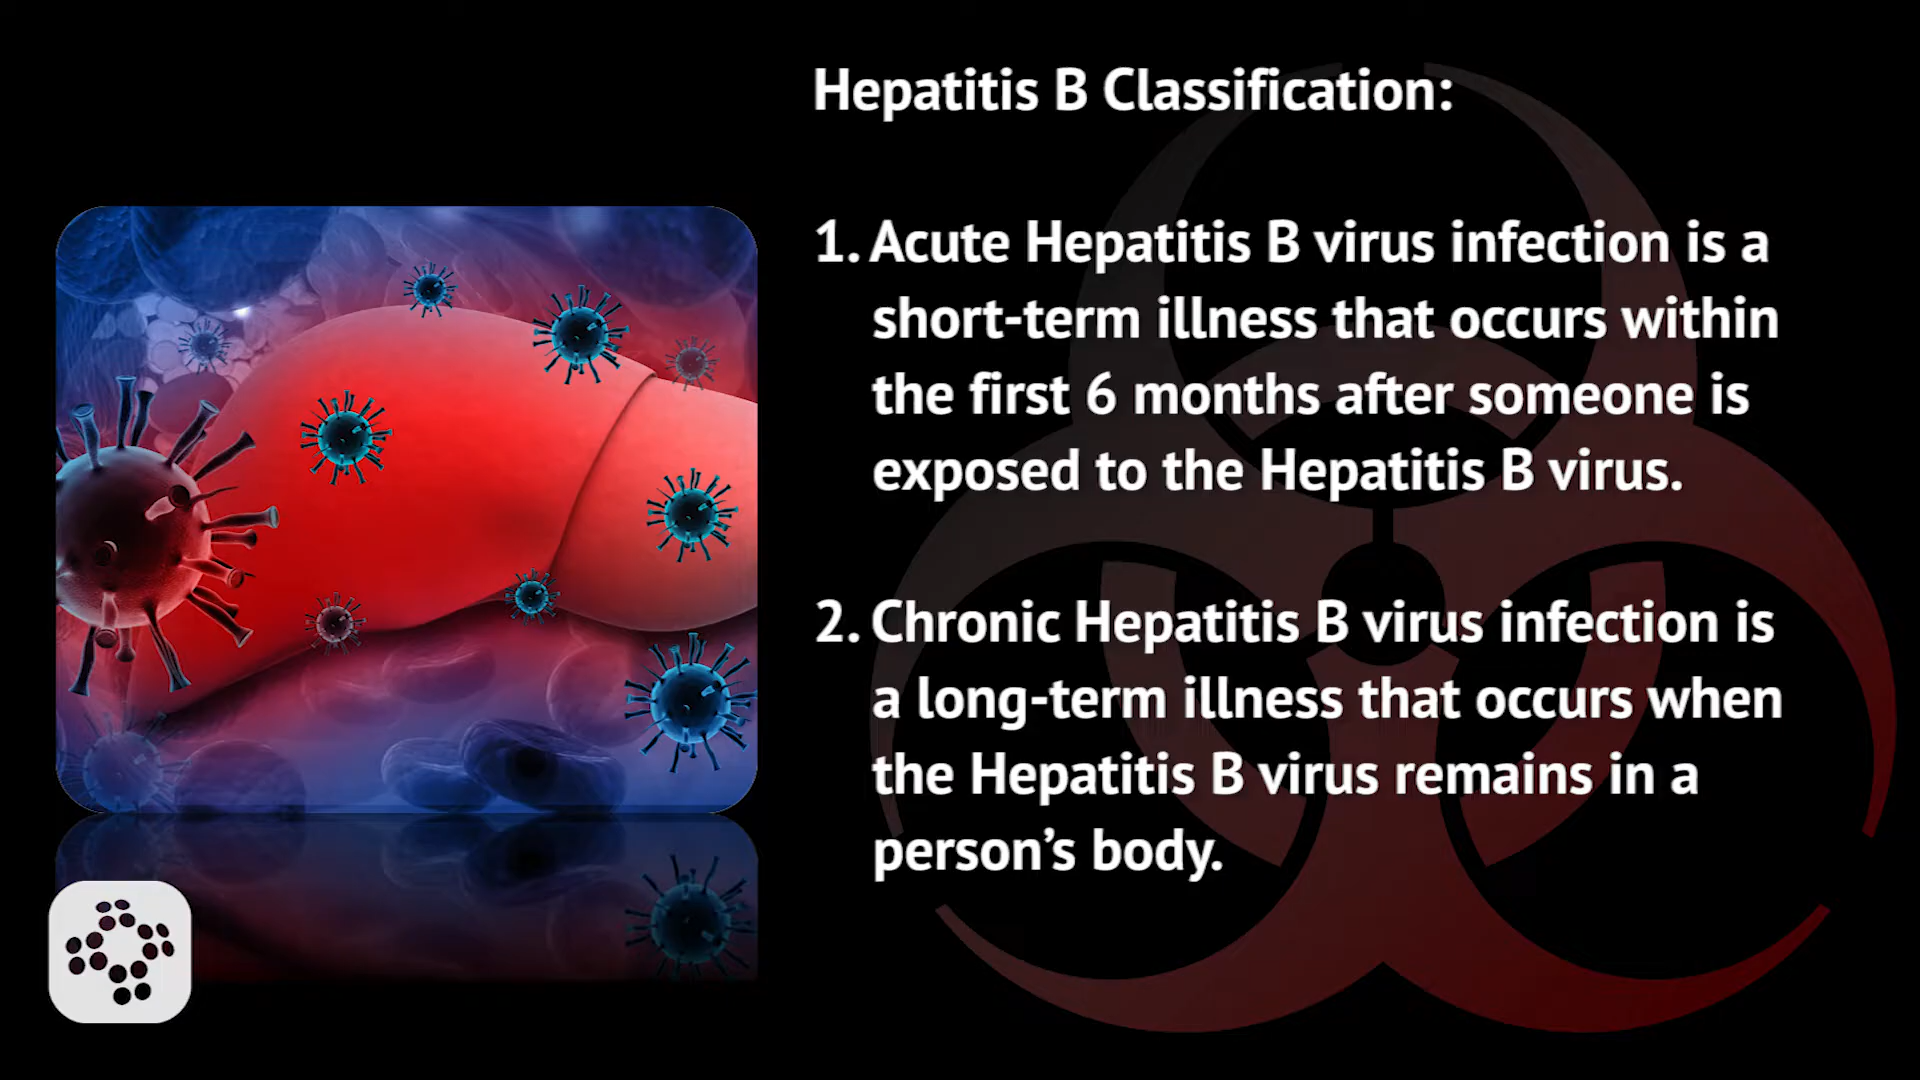 Hepatitis B Classification:
1. Acute Hepatitis B virus infection is a
short-term illness that occurs within
the first 6 months after someone is
exposed to the Hepatitis B virus.
2. Chronic Hepatitis B virus infection is
a long-term illness that occurs when
the Hepatitis B virus remains in a
person’s body.